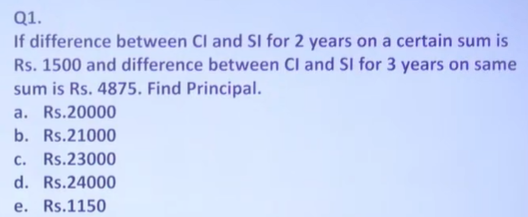 Q1.
If difference between CI and SI for 2 years on a certain sum is
Rs. 1500 and difference between CI and SI for 3 years on same
sum is Rs. 4875. Find Principal.
a. Rs.20000
b. Rs.21000
c. Rs.23000
d. Rs.24000
e. Rs.1150